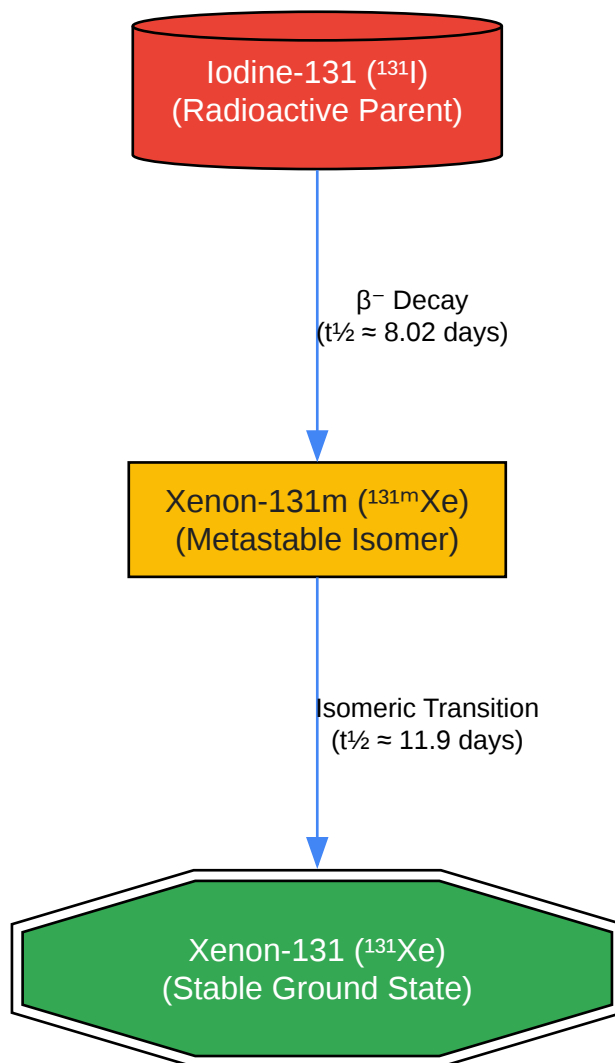 Iodine-131 (¹³¹I)
(Radioactive Parent)
β⁻ Decay
(t½ ≈ 8.02 days)
Xenon-131m (¹³¹ᵐXe)
(Metastable Isomer)
Isomeric Transition
(t½ ≈ 11.9 days)
Xenon-131 (¹³¹Xe)
(Stable Ground State)